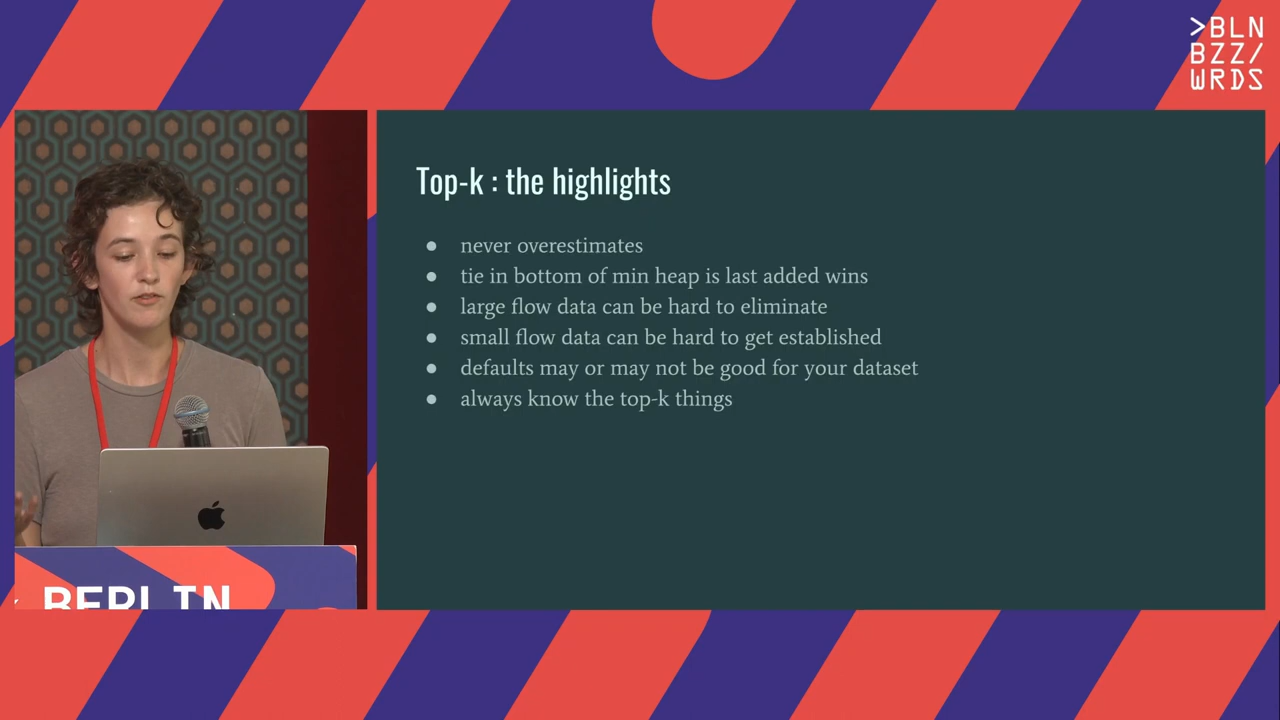 >BLN
BZZ/
WRDS
Top-k : the highlights
never overestimates
tie in bottom of min heap is last added wins
large flow data can be hard to eliminate
small flow data can be hard to get established
defaults may or may not be good for your dataset
always know the top-k things
BERLIN